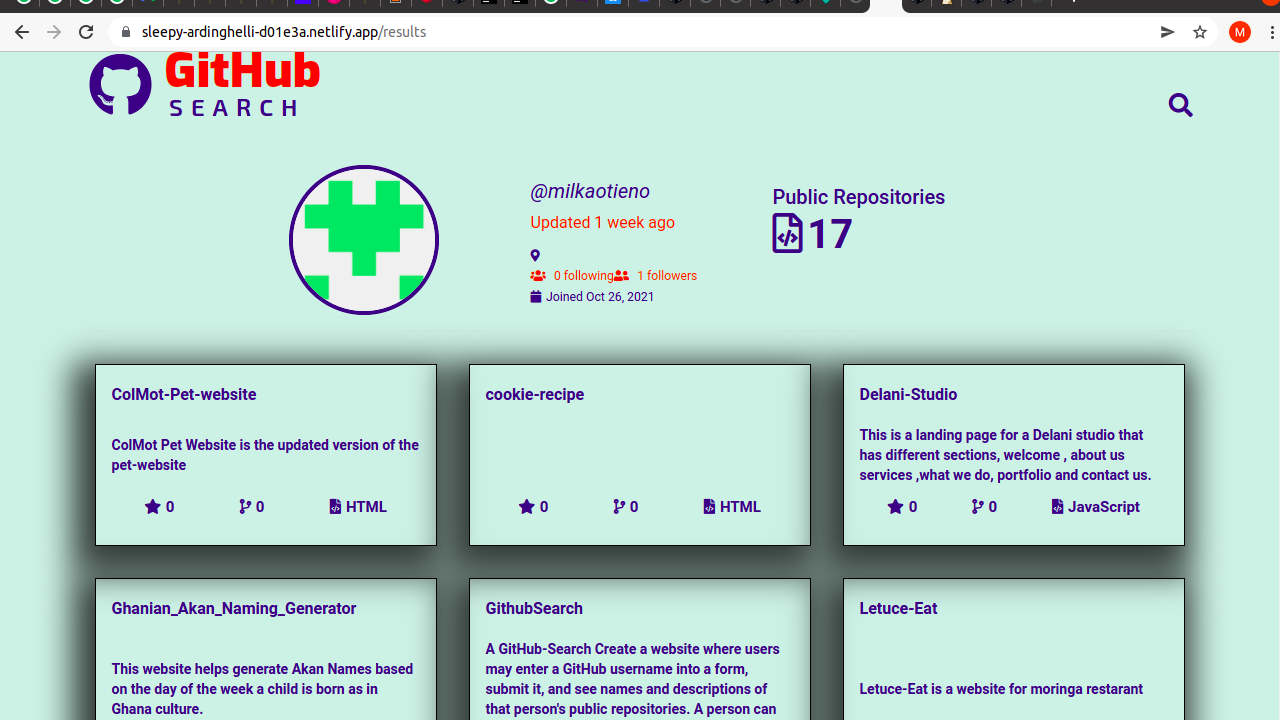 sleepy-ardinghelli-d01e3a.netlify.app/results
M
GitHub
SEARCH
@milkaotieno
Updated 1 week ago
0 following 1 followers
Joined Oct 26, 2021
Public Repositories
17
ColMot-Pet-website
ColMot Pet Website is the updated version of the
pet-website
0 0 HTML
cookie-recipe
0 0 HTML
Delani-Studio
This is a landing page for a Delani studio that
has different sections, welcome , about us
services ,what we do, portfolio and contact us.
0 0 JavaScript
Ghanian_Akan_Naming_Generator
This website helps generate Akan Names based
on the day of the week a child is born as in
Ghana culture.
GithubSearch
A GitHub-Search Create a website where users
may enter a GitHub username into a form,
submit it, and see names and descriptions of
that person's public repositories. A person can
Letuce-Eat
Letuce-Eat is a website for moringa restarant